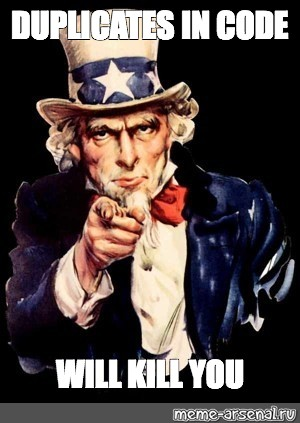 DUPLICATES IN CODE
WILL KILL YOU
meme-arsenal.ru